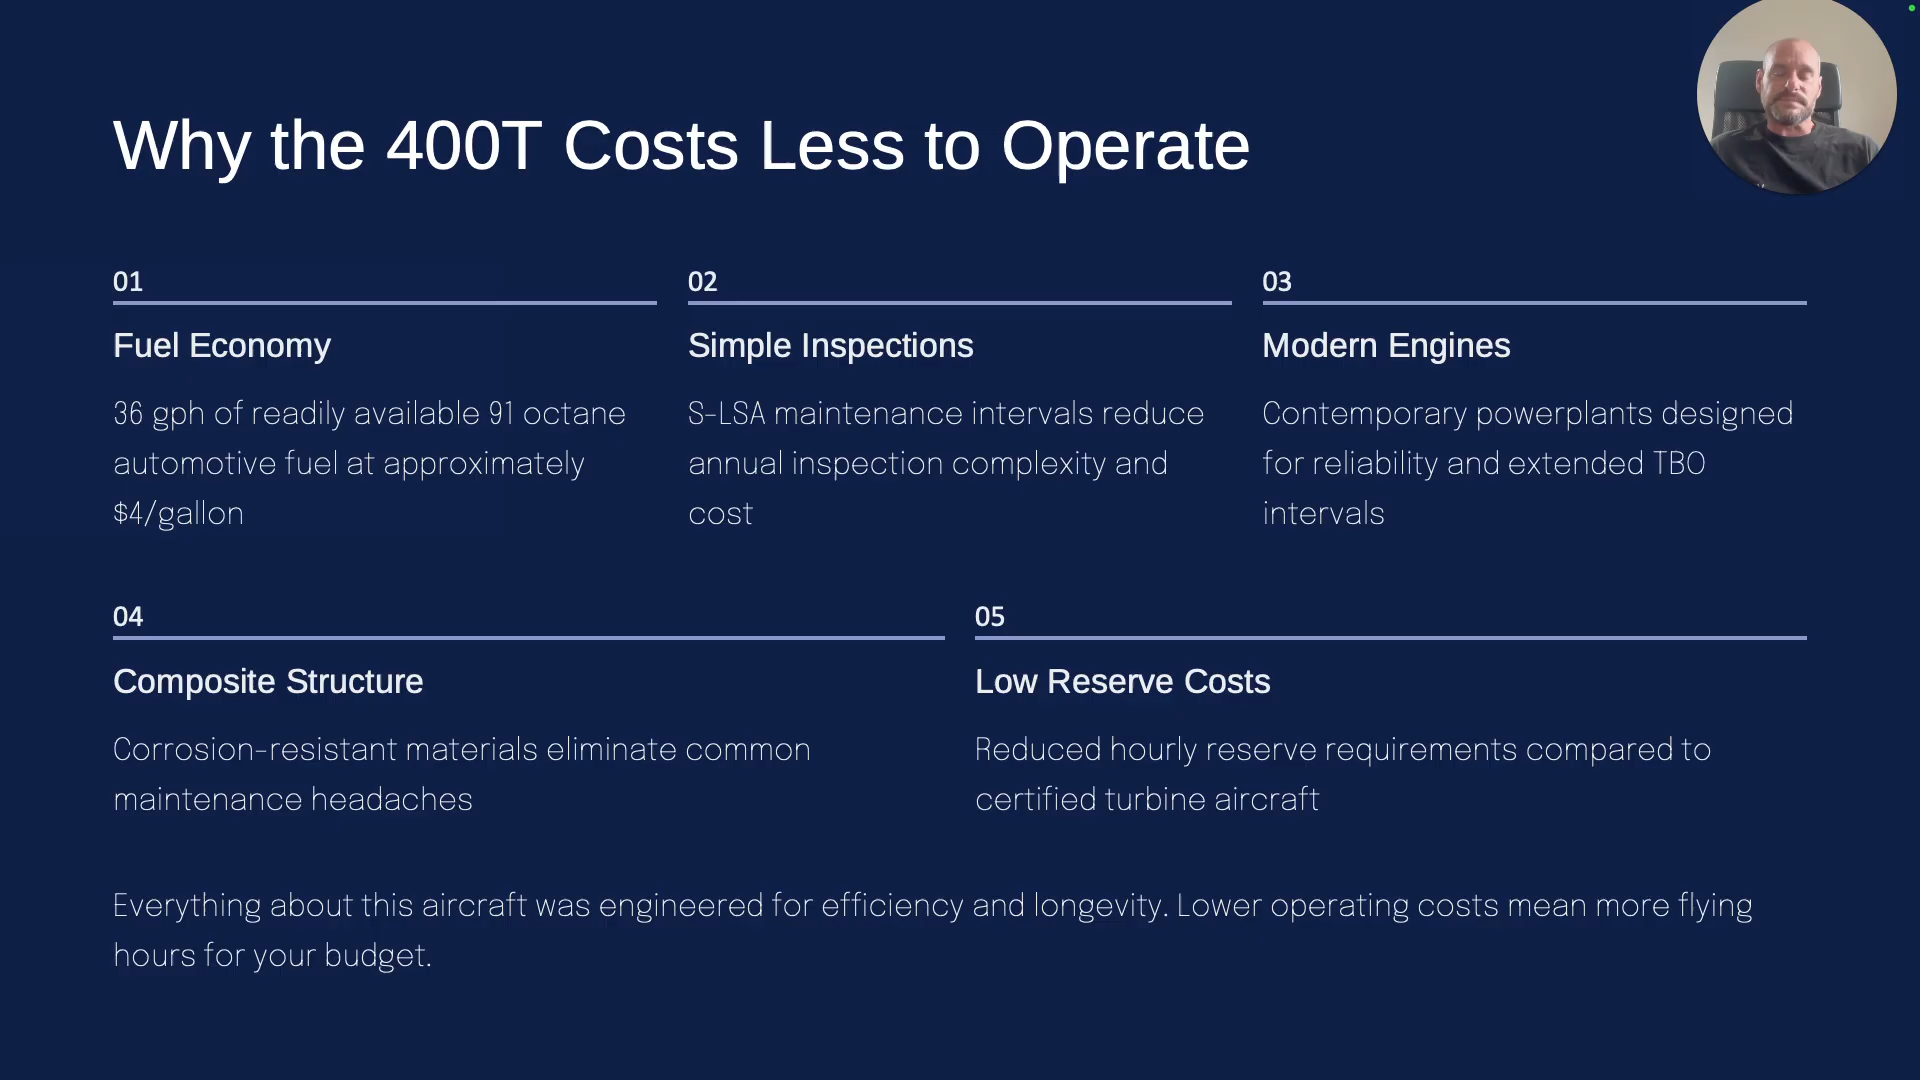 Why the 400T Costs Less to Operate
01
Fuel Economy
36 gph of readily available 91 octane
automotive fuel at approximately
$4/gallon
02
Simple Inspections
S-LSA maintenance intervals reduce
annual inspection complexity and
cost
03
Modern Engines
Contemporary powerplants designed
for reliability and extended TBO
intervals
04
Composite Structure
Corrosion-resistant materials eliminate common
maintenance headaches
05
Low Reserve Costs
Reduced hourly reserve requirements compared to
certified turbine aircraft
Everything about this aircraft was engineered for efficiency and longevity. Lower operating costs mean more flying
hours for your budget.